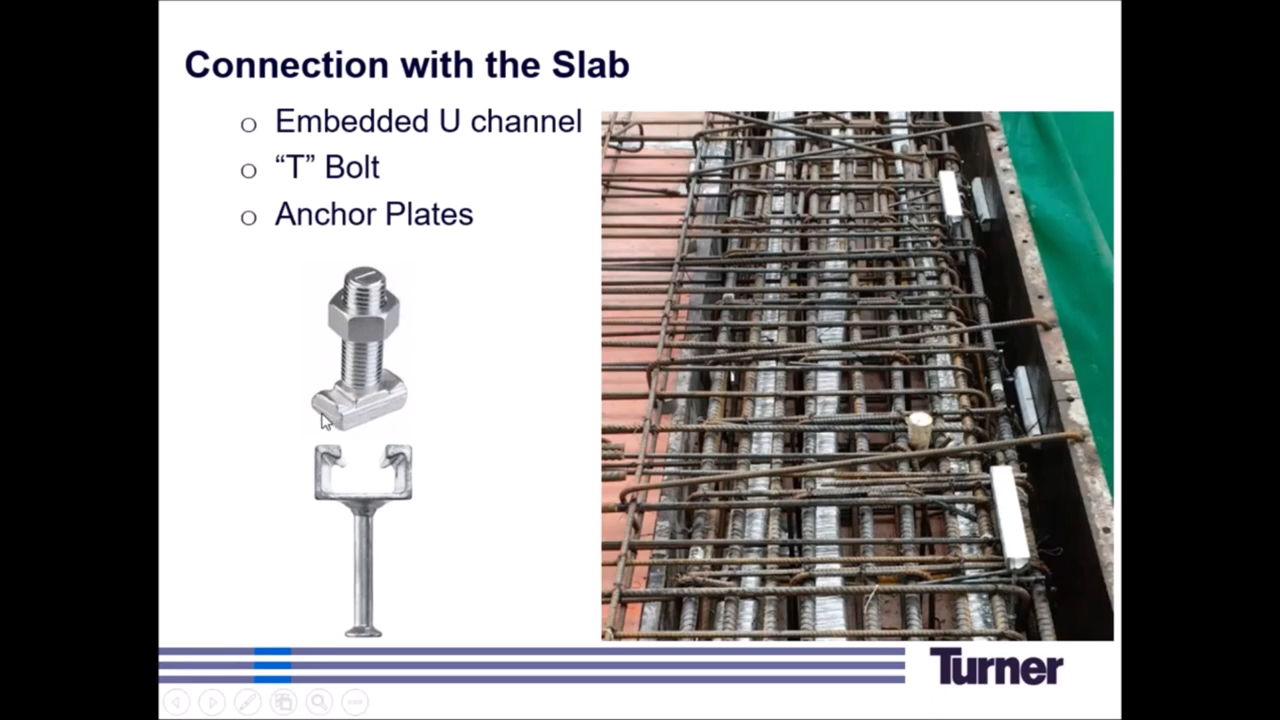 Connection with the Slab
Embedded U channel
“T” Bolt
Anchor Plates
Turner